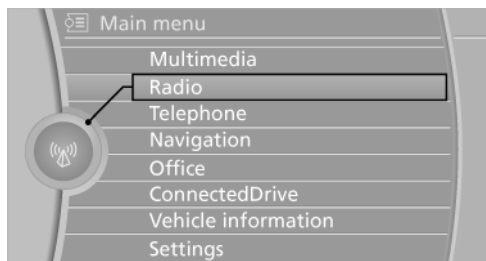 Main menu
Multimedia
Radio
Telephone
Navigation
Office
ConnectedDrive
Vehicle information
Settings